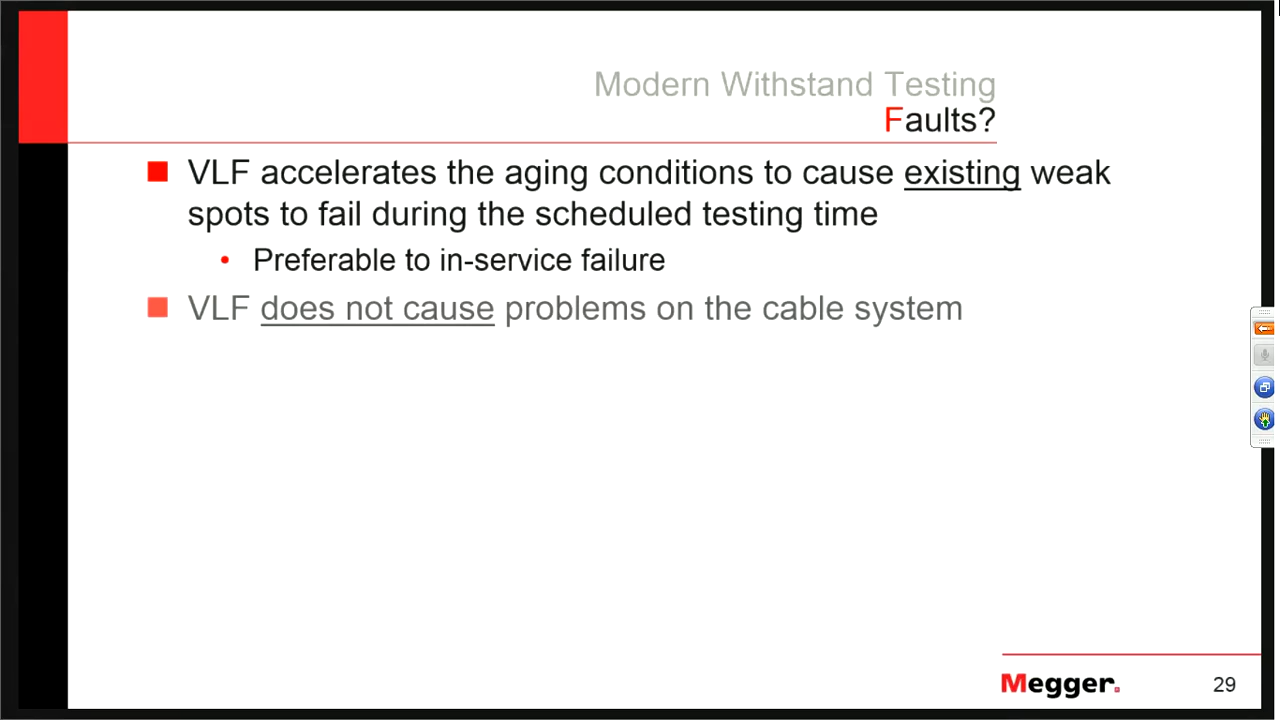 Modern Withstand Testing
Faults?
VLF accelerates the aging conditions to cause existing weak
spots to fail during the scheduled testing time
Preferable to in-service failure
VLF does not cause problems on the cable system
Megger.
29